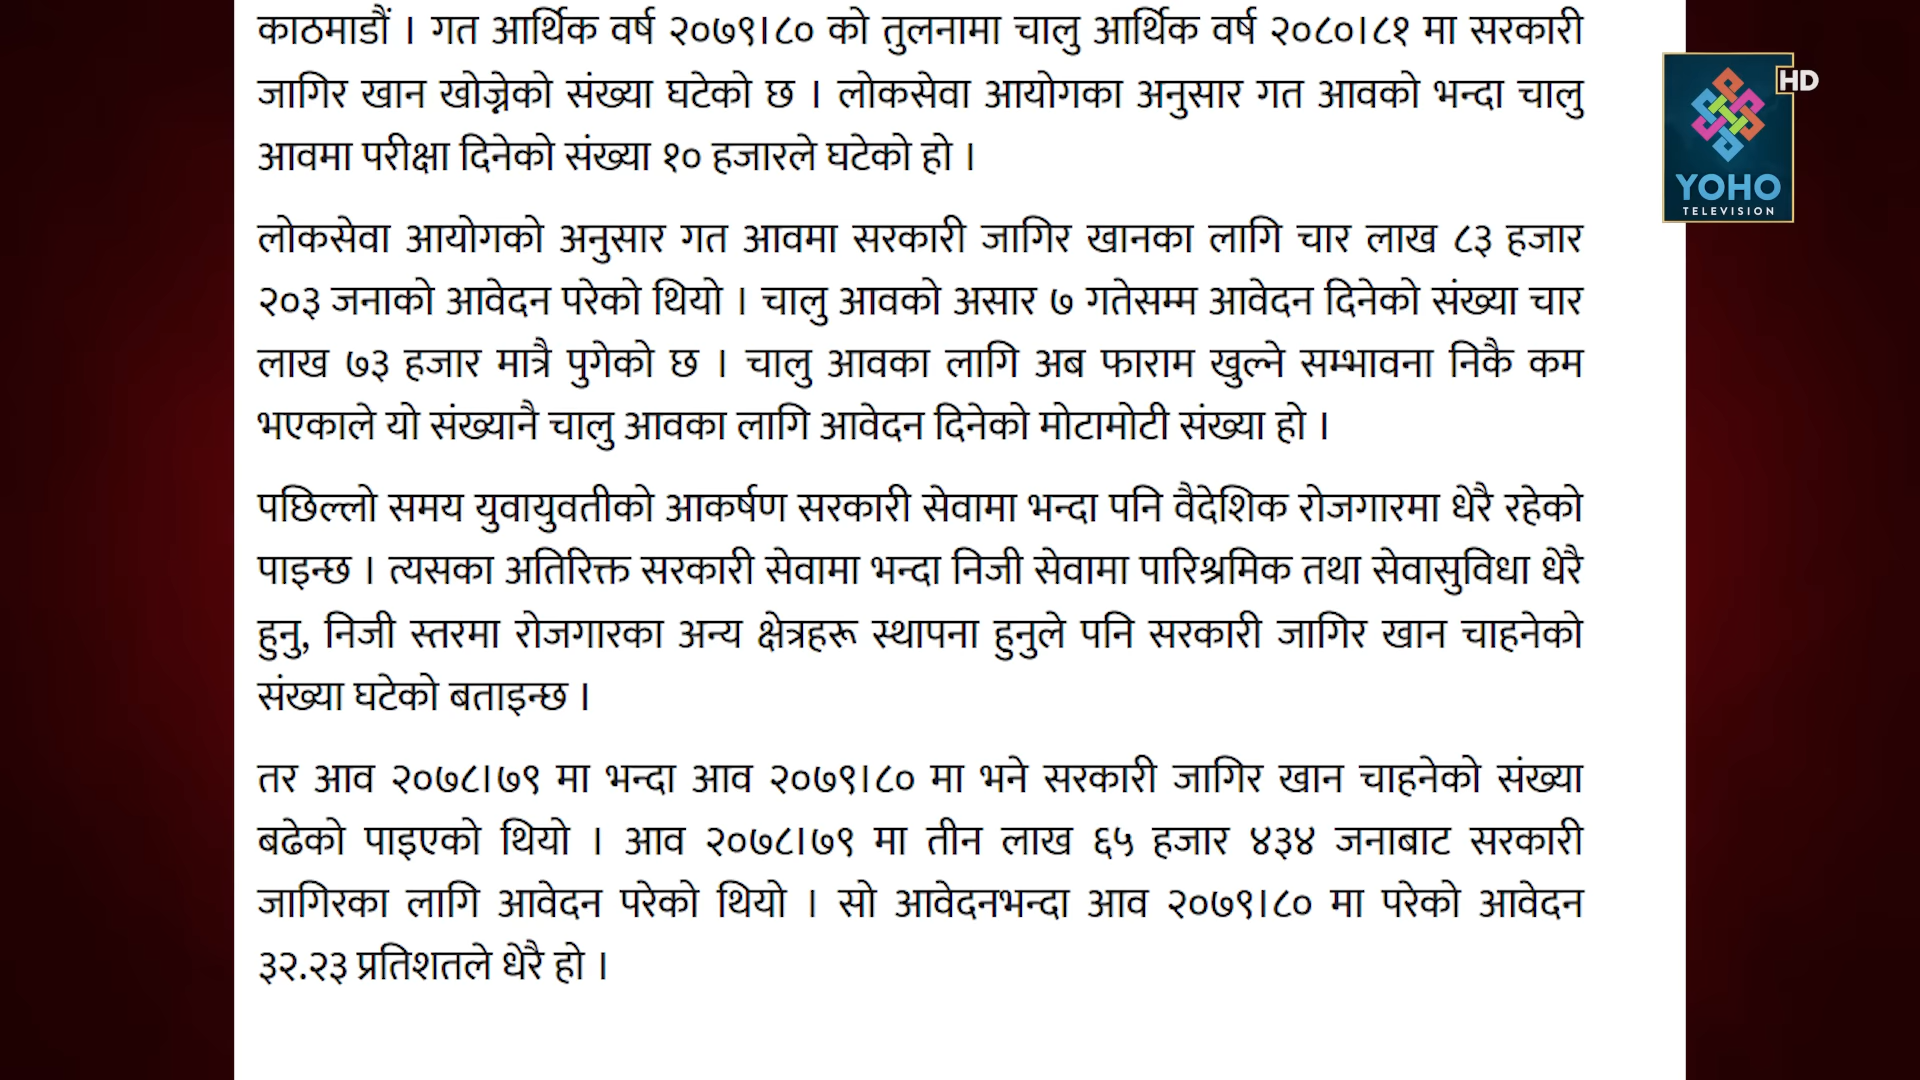 काठमाडौं । गत आर्थिक वर्ष २०७९।८० को तुलनामा चालु आर्थिक वर्ष २०८०।८१ मा सरकारी
जागिर खान खोज्नेको संख्या घटेको छ । लोकसेवा आयोगका अनुसार गत आवको भन्दा चालु
आवमा परीक्षा दिनेको संख्या १० हजारले घटेको हो ।
लोकसेवा आयोगको अनुसार गत आवमा सरकारी जागिर खानका लागि चार लाख ८३ हजार
२०३ जनाको आवेदन परेको थियो । चालु आवको असार ७ गतेसम्म आवेदन दिनेको संख्या चार
लाख ७३ हजार मात्रै पुगेको छ । चालु आवका लागि अब फाराम खुल्ने सम्भावना निकै कम
भएकाले यो संख्यानै चालु आवका लागि आवेदन दिनेको मोटामोटी संख्या हो ।
पछिल्लो समय युवायुवतीको आकर्षण सरकारी सेवामा भन्दा पनि वैदेशिक रोजगारमा धेरै रहेको
पाइन्छ । त्यसका अतिरिक्त सरकारी सेवामा भन्दा निजी सेवामा पारिश्रमिक तथा सेवासुविधा धेरै
हुनु, निजी स्तरमा रोजगारका अन्य क्षेत्रहरू स्थापना हुनुले पनि सरकारी जागिर खान चाहनेको
संख्या घटेको बताइन्छ ।
तर आव २०७८।७९ मा भन्दा आव २०७९।८० मा भने सरकारी जागिर खान चाहनेको संख्या
बढेको पाइएको थियो । आव २०७८।७९ मा तीन लाख ६५ हजार ४३४ जनाबाट सरकारी
जागिरका लागि आवेदन परेको थियो । सो आवेदनभन्दा आव २०७९।८० मा परेको आवेदन
३२.२३ प्रतिशतले धेरै हो ।
HD
YOHO
TELEVISION